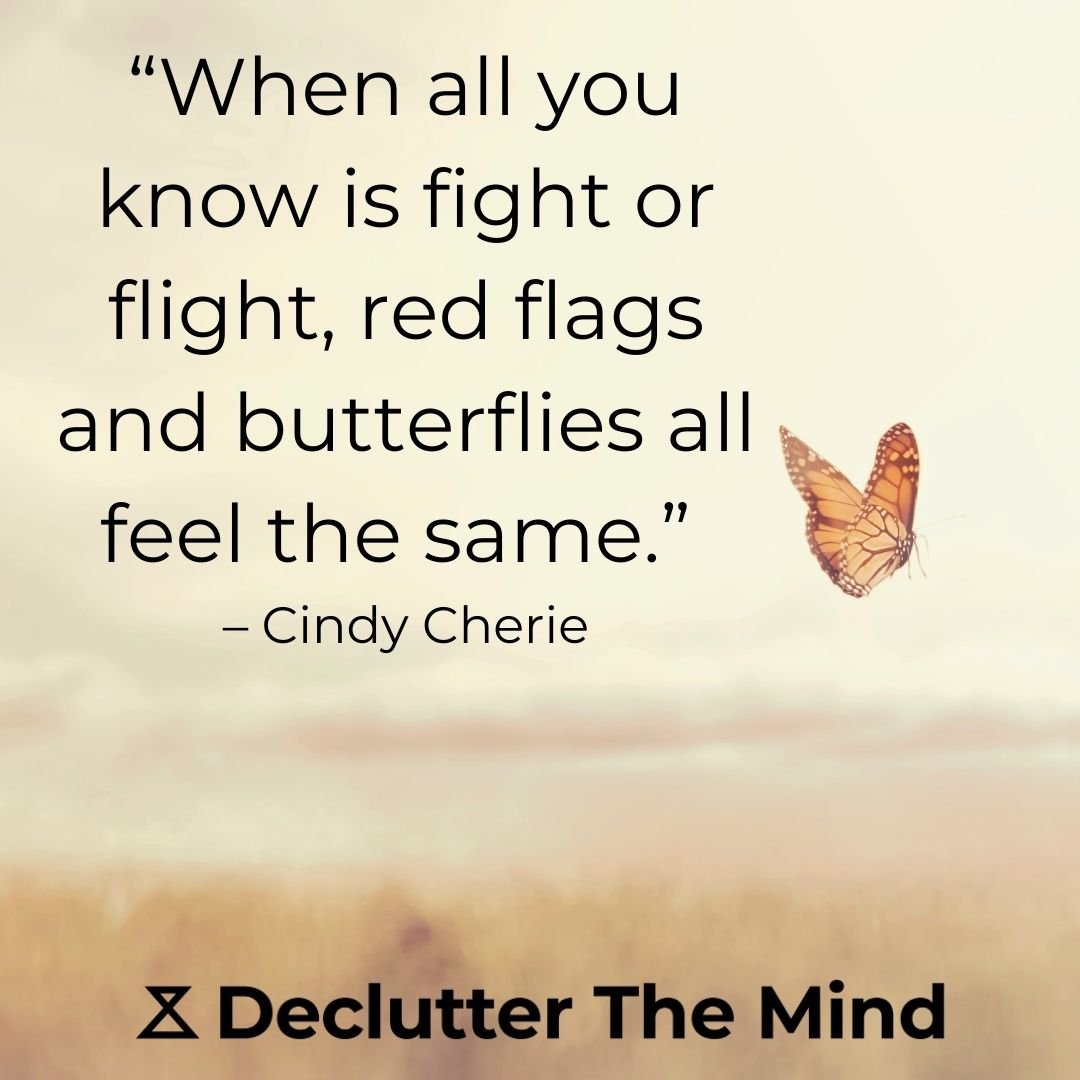 “When all you
know is fight or
flight, red flags
and butterflies all
feel the same.”
– Cindy Cherie
Declutter The Mind